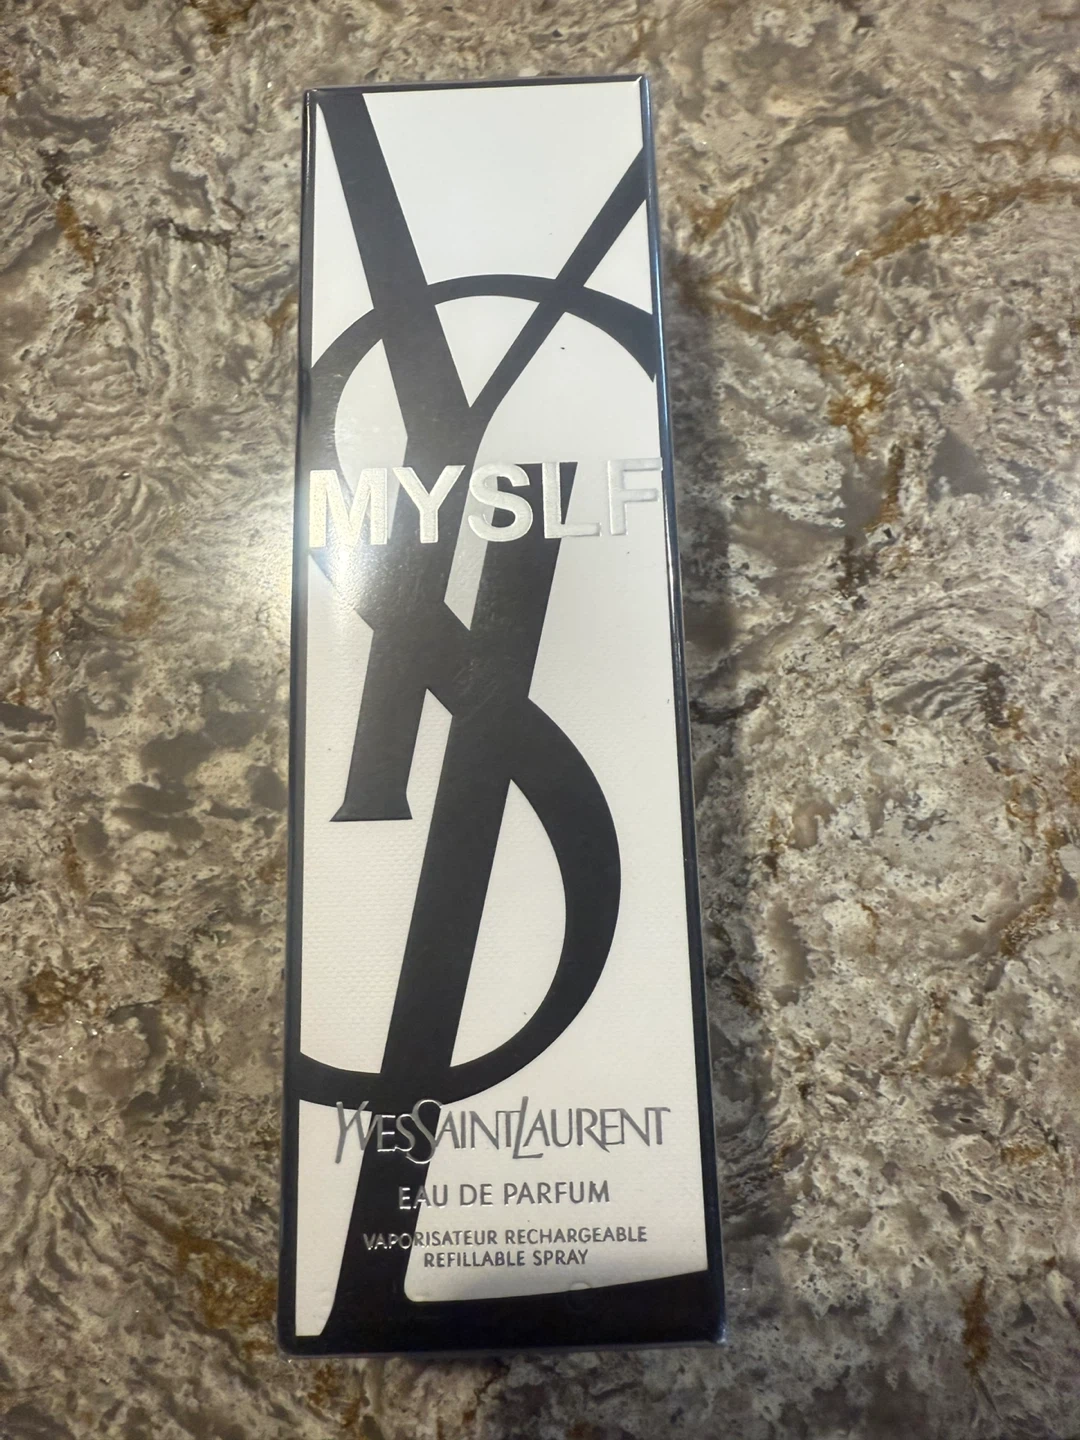 MYSLF
YVESSAINTLAURENT
EAU DE PARFUM
VAPORISATEUR RECHARGEABLE
REFILLABLE SPRAY